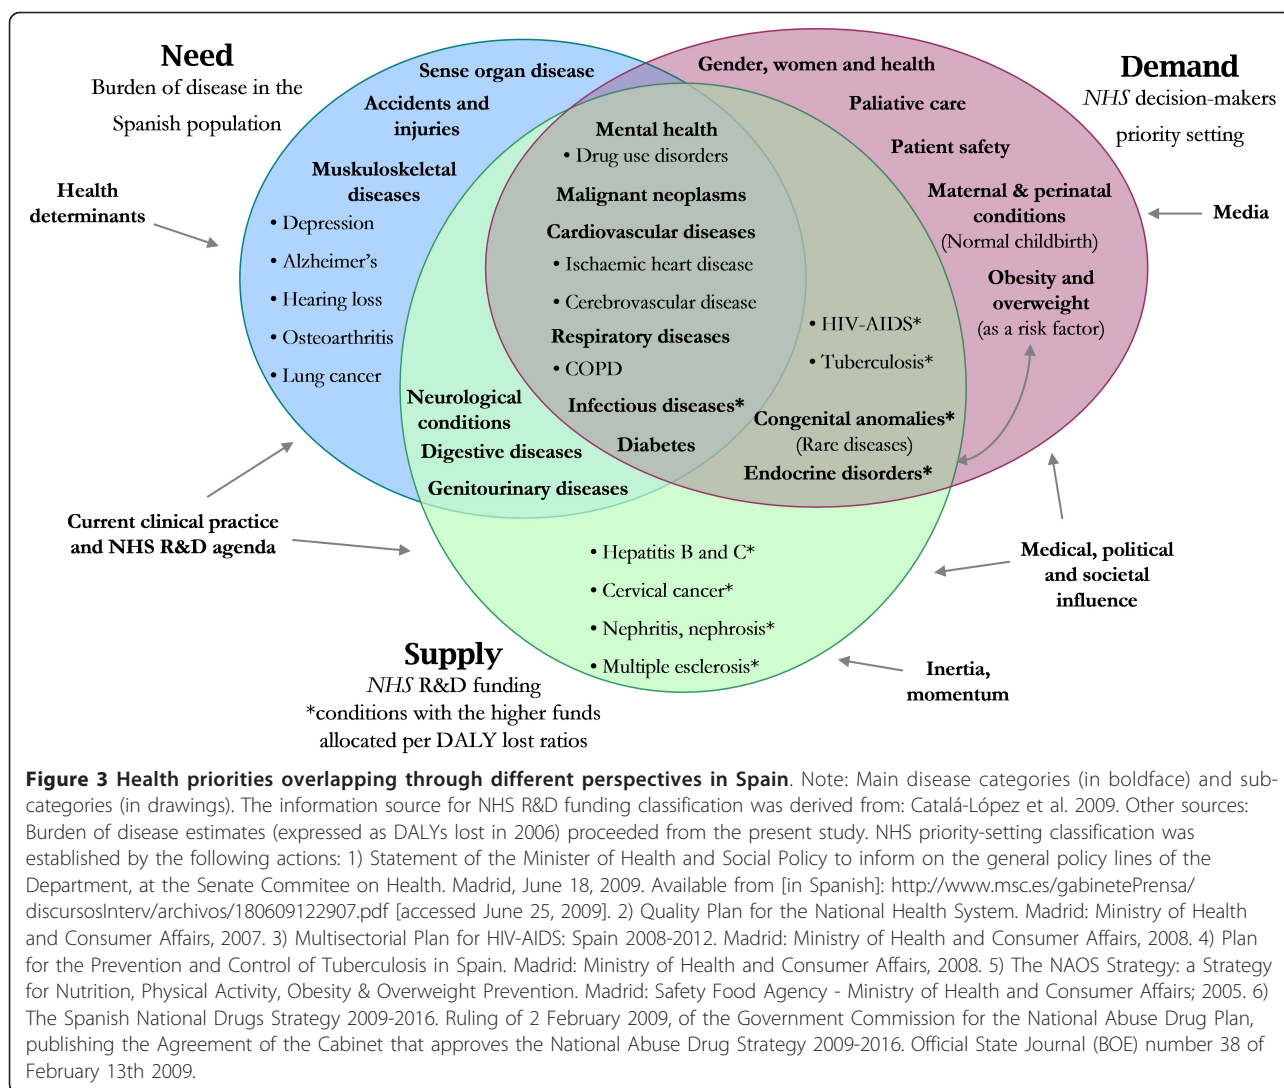 Need
Burden of disease in the
Spanish population
Demand
NHS decision-makers
priority setting
Sense organ disease
Accidents and
injuries
Muskuloskeletal
diseases
• Depression
• Alzheimer's
• Hearing loss
• Osteoarthritis
• Lung cancer
Gender, women and health
Paliative care
Patient safety
Maternal & perinatal
conditions
(Normal childbirth)
Obesity and
overweight
(as a risk factor)
Mental health
• Drug use disorders
Malignant neoplasms
Cardiovascular diseases
• Ischaemic heart disease
• Cerebrovascular disease
Respiratory diseases
• COPD
Infectious diseases*
Diabetes
• HIV-AIDS*
• Tuberculosis*
Congenital anomalies*
(Rare diseases)
Endocrine disorders*
Neurological
conditions
Digestive diseases
Genitourinary diseases
• Hepatitis B and C*
• Cervical cancer*
• Nephritis, nephrosis*
• Multiple esclerosis*
Health
determinants
Media
Current clinical practice
and NHS R&D agenda
Medical, political
and societal
influence
Inertia,
momentum
Supply
NHS R&D funding
*conditions with the higher funds
allocated per DALY lost ratios
Figure 3 Health priorities overlapping through different perspectives in Spain. Note: Main disease categories (in boldface) and sub-
categories (in drawings). The information source for NHS R&D funding classification was derived from: Catalá-López et al. 2009. Other sources:
Burden of disease estimates (expressed as DALYs lost in 2006) proceeded from the present study. NHS priority-setting classification was
established by the following actions: 1) Statement of the Minister of Health and Social Policy to inform on the general policy lines of the
Department, at the Senate Commitee on Health. Madrid, June 18, 2009. Available from [in Spanish]: http://www.msc.es/gabinetePrensa/
discursosInterv/archivos/180609122907.pdf [accessed June 25, 2009]. 2) Quality Plan for the National Health System. Madrid: Ministry of Health
and Consumer Affairs, 2007. 3) Multisectorial Plan for HIV-AIDS: Spain 2008-2012. Madrid: Ministry of Health and Consumer Affairs, 2008. 4) Plan
for the Prevention and Control of Tuberculosis in Spain. Madrid: Ministry of Health and Consumer Affairs, 2008. 5) The NAOS Strategy: a Strategy
for Nutrition, Physical Activity, Obesity & Overweight Prevention. Madrid: Safety Food Agency - Ministry of Health and Consumer Affairs; 2005. 6)
The Spanish National Drugs Strategy 2009-2016. Ruling of 2 February 2009, of the Government Commission for the National Abuse Drug Plan,
publishing the Agreement of the Cabinet that approves the National Abuse Drug Strategy 2009-2016. Official State Journal (BOE) number 38 of
February 13th 2009.